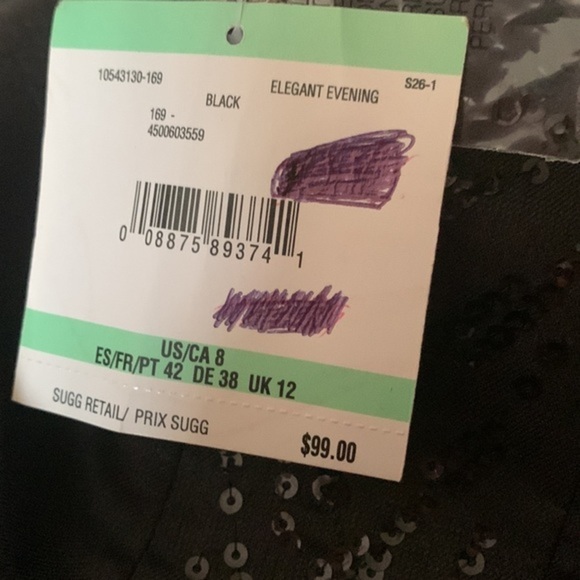 10543130-169
BLACK
ELEGANT EVENING
S26-1
169 -
4500603559
0 08875 89374 1
US/CA 8
ES/FR/PT 42 DE 38 UK 12
SUGG RETAIL/ PRIX SUGG
$99.00